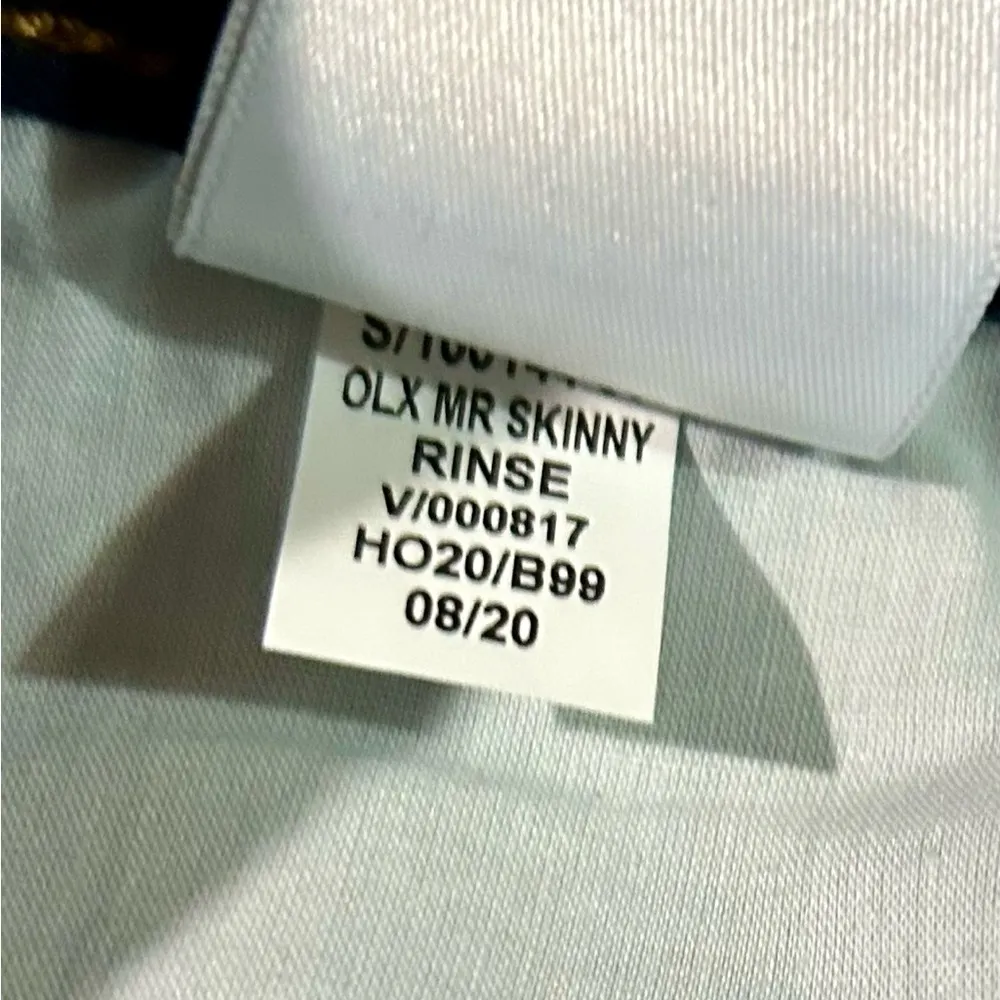 OLX MR SKINNY
RINSE
V/000817
HO20/B99
08/20